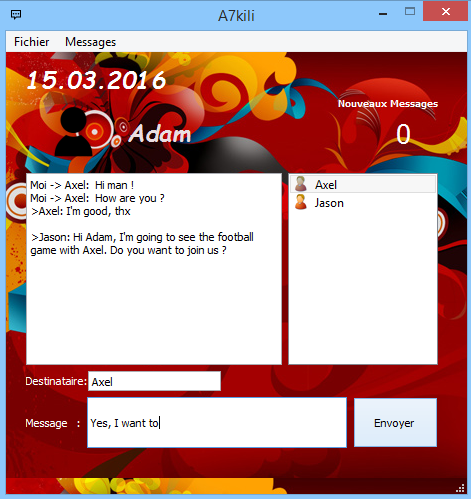 A7kili
Fichier Messages
15.03.2016
Nouveaux Messages
Adam
0
Moi -> Axel: Hi man !
Moi -> Axel: How are you ?
>Axel: I'm good, thx
>Jason: Hi Adam, I'm going to see the football
game with Axel. Do you want to join us ?
Axel
Jason
Destinataire: Axel
Message : Yes, I want to
Envoyer